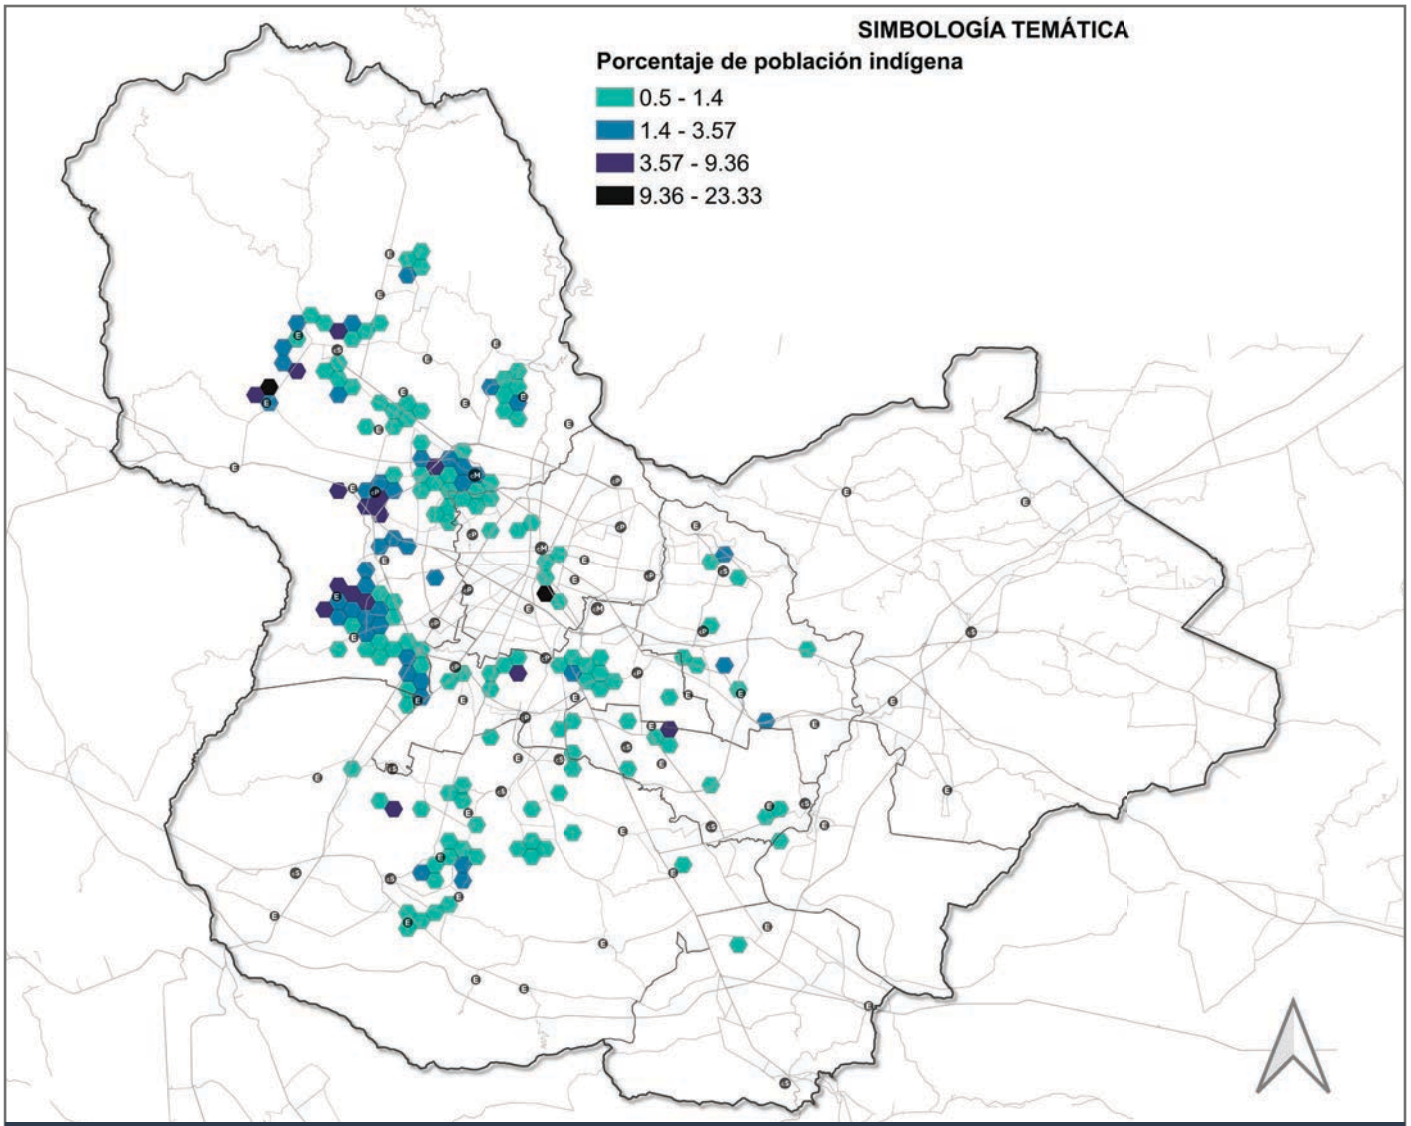 SIMBOLOGÍA TEMÁTICA
Porcentaje de población indígena
0.5 - 1.4
1.4 - 3.57
3.57 - 9.36
9.36 - 23.33